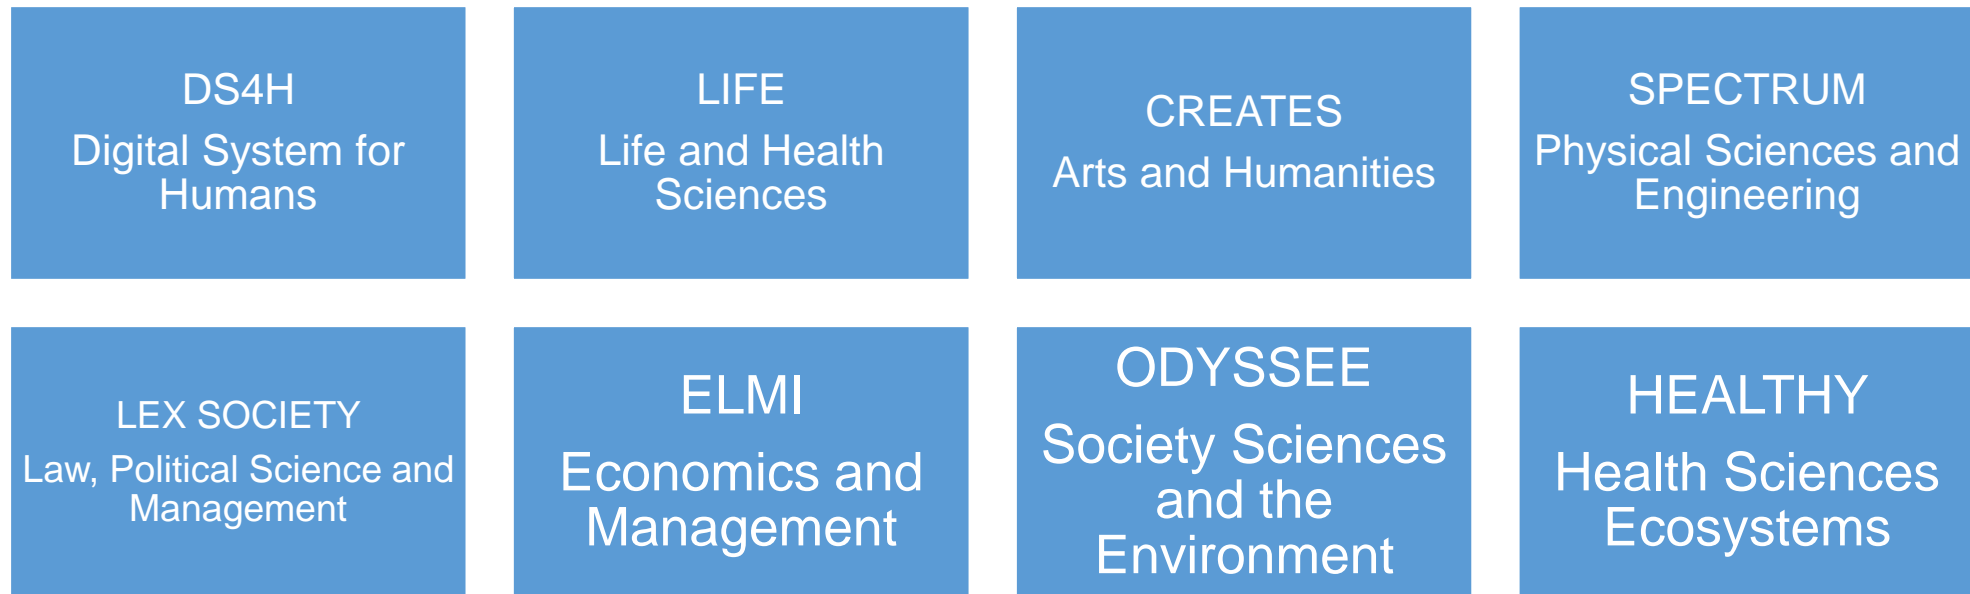 DS4H
Digital System for
Humans
LIFE
Life and Health
Sciences
CREATES
Arts and Humanities
SPECTRUM
Physical Sciences and
Engineering
LEX SOCIETY
Law, Political Science and
Management
ELMI
Economics and
Management
ODYSSEE
Society Sciences
and the
Environment
HEALTHY
Health Sciences
Ecosystems